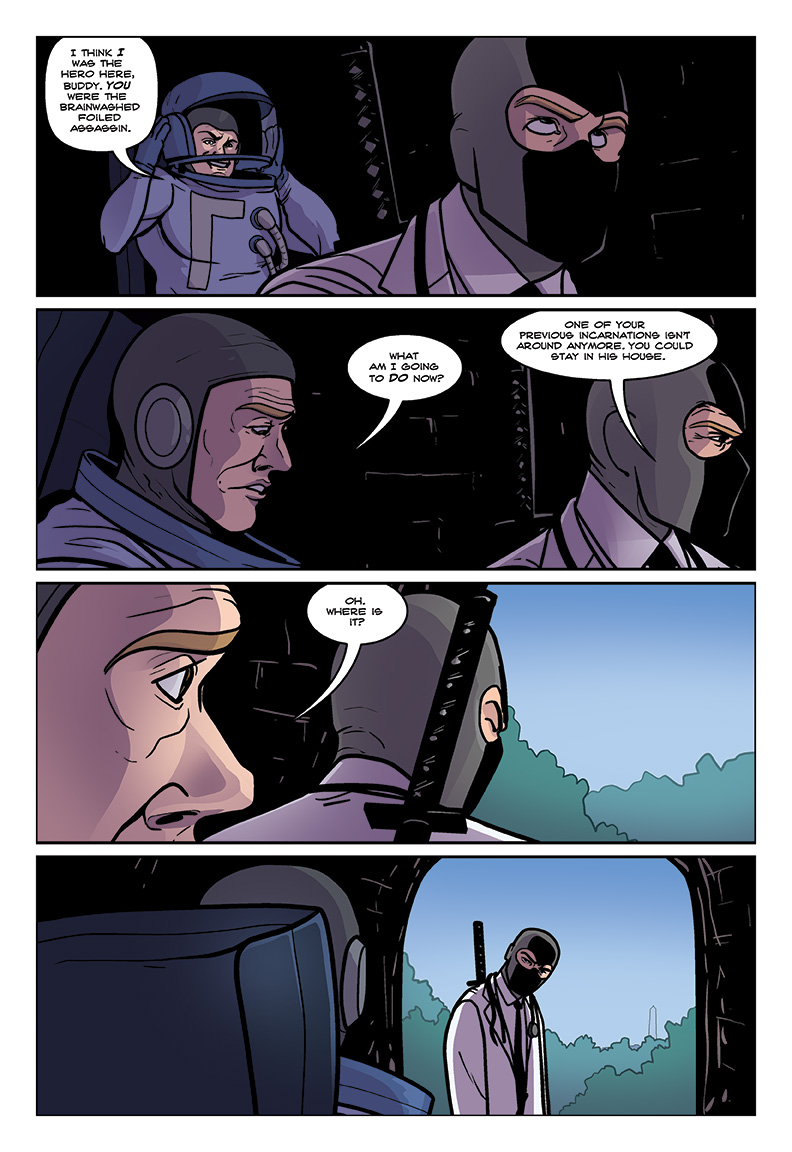 I THINK I
WAS THE
HERO HERE,
BUDDY. YOU
WERE THE
BRAINWASHED
FOILED
ASSASSIN.
WHAT
AM I GOING
TO DO NOW?
ONE OF YOUR
PREVIOUS INCARNATIONS ISN'T
AROUND ANYMORE. YOU COULD
STAY IN HIS HOUSE.
OH.
WHERE IS
IT?